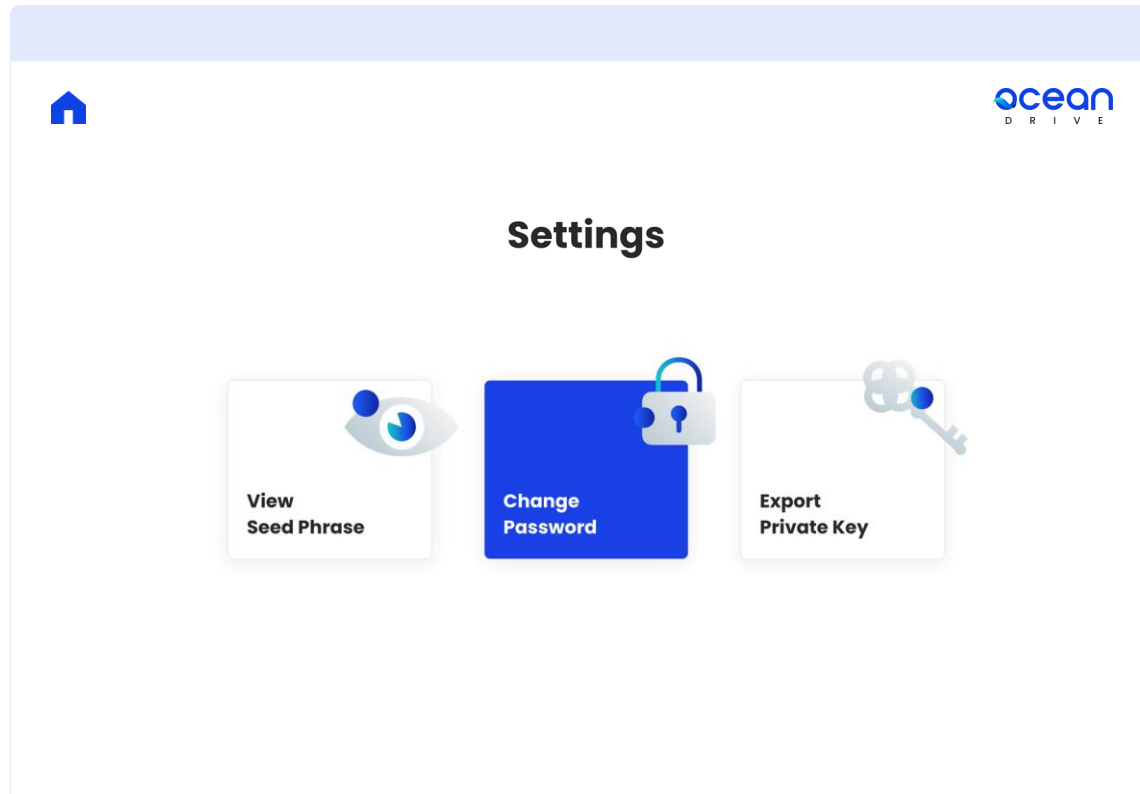 ocean
DRIVE
Settings
View
Seed Phrase
Change
Password
Export
Private Key